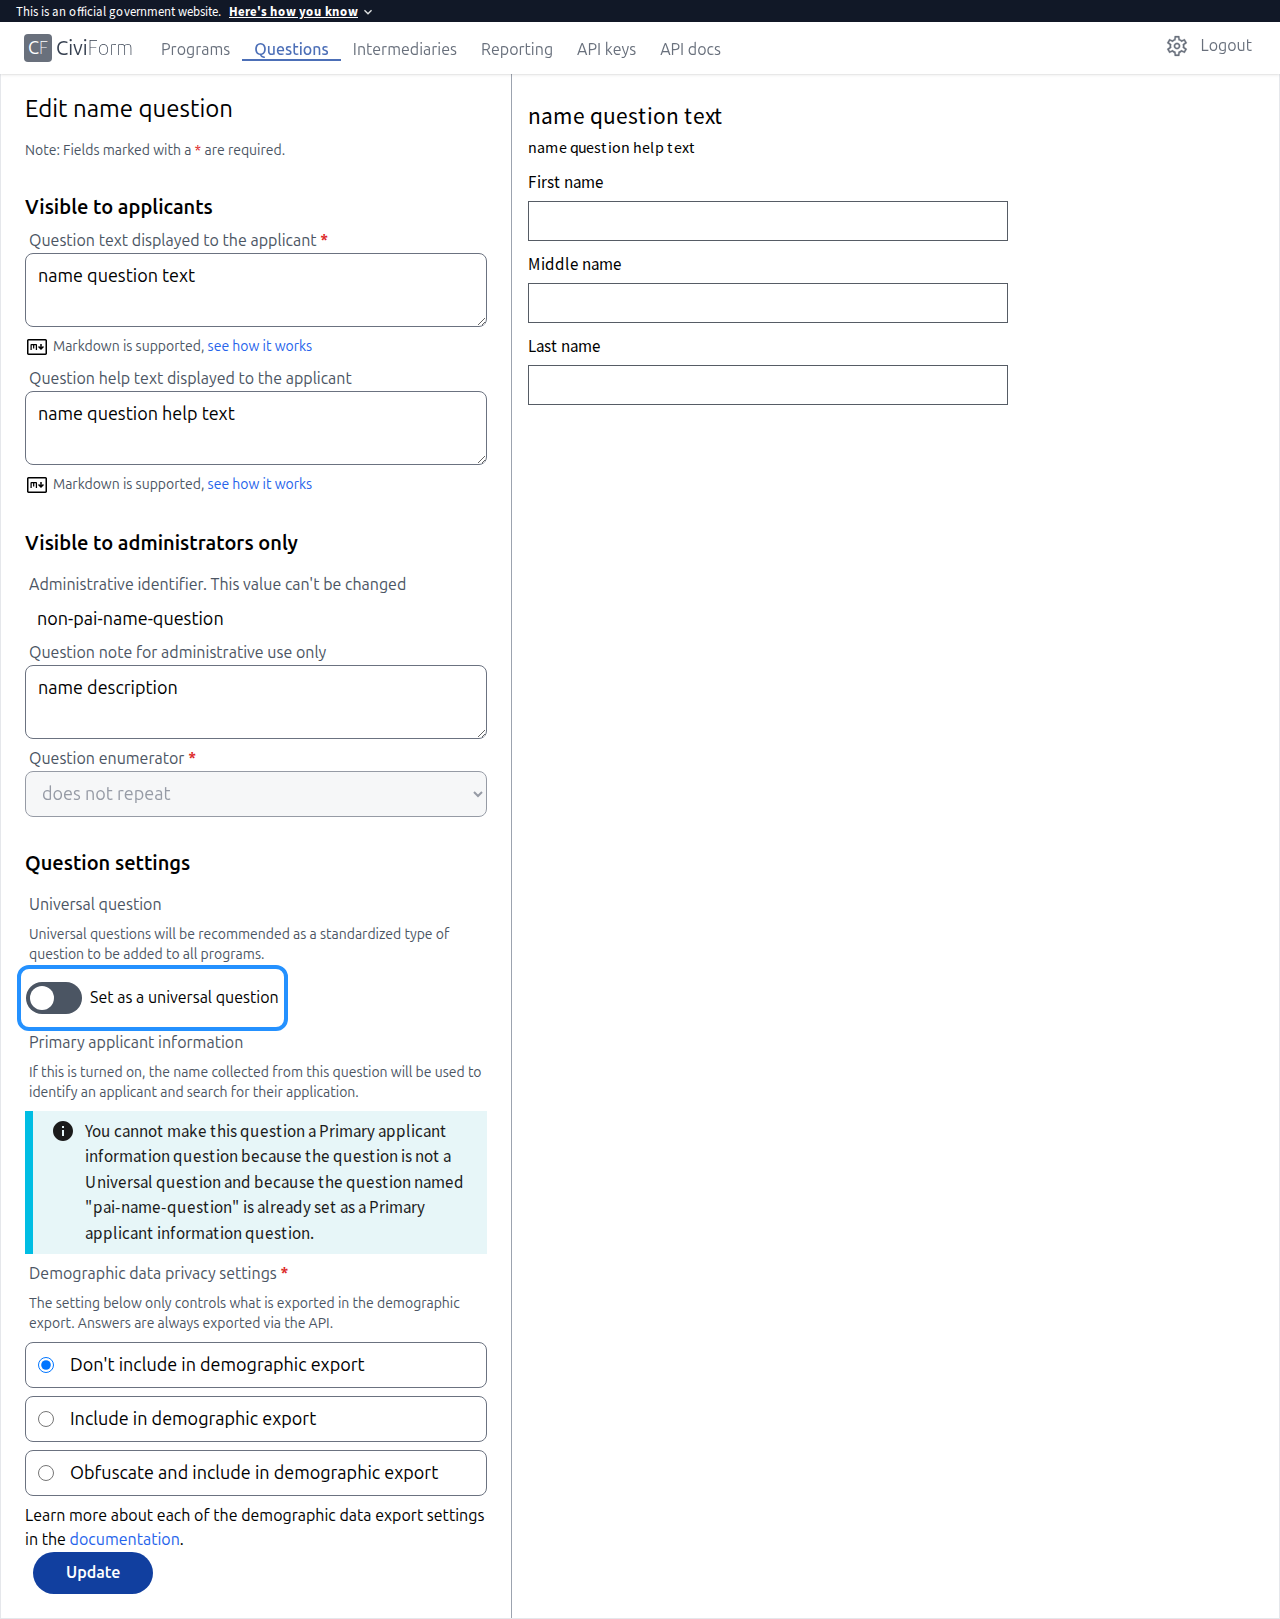 This is an official government website. Here's how you know
CF CiviForm Programs Questions Intermediaries Reporting API keys API docs Logout
Edit name question
Note: Fields marked with a * are required.
Visible to applicants
Question text displayed to the applicant *
name question text
Markdown is supported, see how it works
Question help text displayed to the applicant
name question help text
Markdown is supported, see how it works
Visible to administrators only
Administrative identifier. This value can't be changed
non-pai-name-question
Question note for administrative use only
name description
Question enumerator *
does not repeat
Question settings
Universal question
Universal questions will be recommended as a standardized type of
question to be added to all programs.
Set as a universal question
Primary applicant information
If this is turned on, the name collected from this question will be used to
identify an applicant and search for their application.
You cannot make this question a Primary applicant
information question because the question is not a
Universal question and because the question named
"pai-name-question" is already set as a Primary
applicant information question.
Demographic data privacy settings *
The setting below only controls what is exported in the demographic
export. Answers are always exported via the API.
Don't include in demographic export
Include in demographic export
Obfuscate and include in demographic export
Learn more about each of the demographic data export settings
in the documentation.
Update
name question text
name question help text
First name
Middle name
Last name